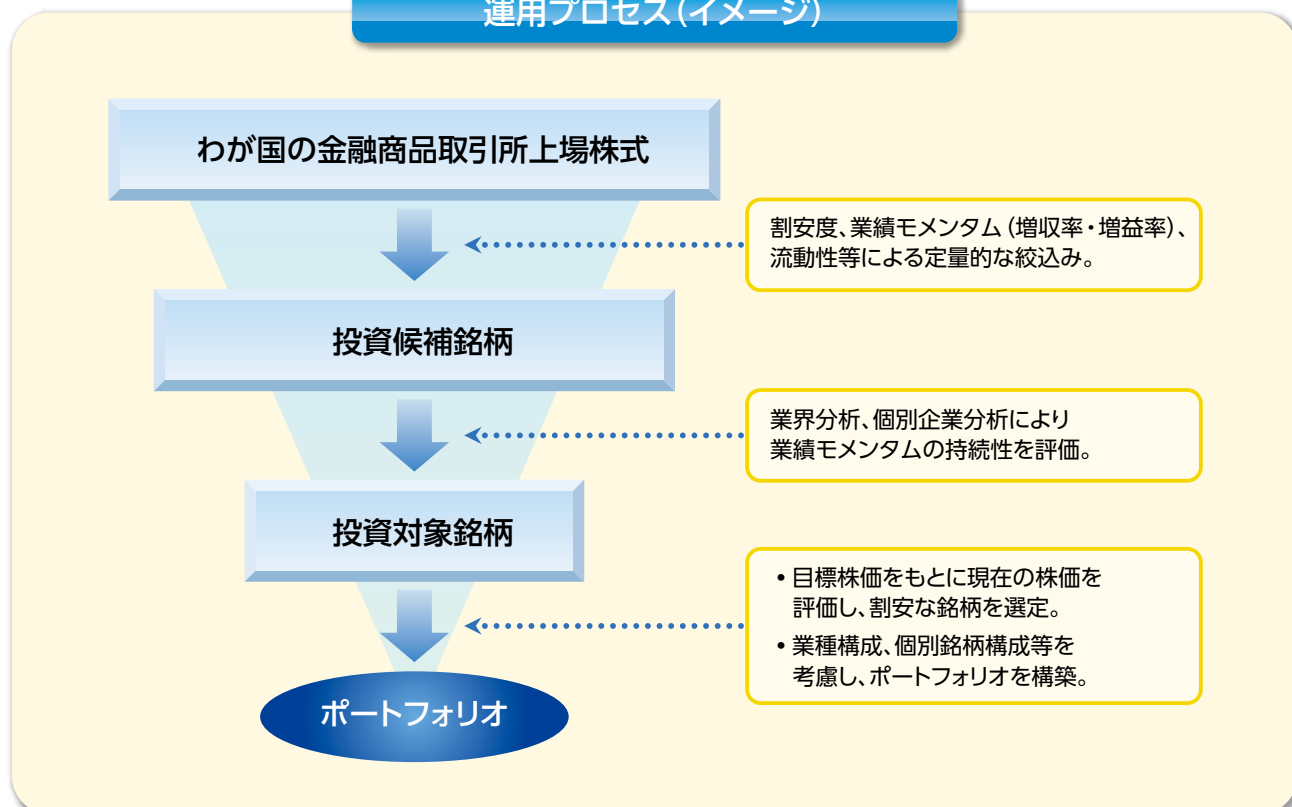 運用プロセス(イメージ)
わが国の金融商品取引所上場株式
割安度、業績モメンタム(増収率・増益率)、
流動性等による定量的な絞込み。
投資候補銘柄
業界分析、個別企業分析により
業績モメンタムの持続性を評価。
投資対象銘柄
•目標株価をもとに現在の株価を
評価し、割安な銘柄を選定。
•業種構成、個別銘柄構成等を
考慮し、ポートフォリオを構築。
ポートフォリオ